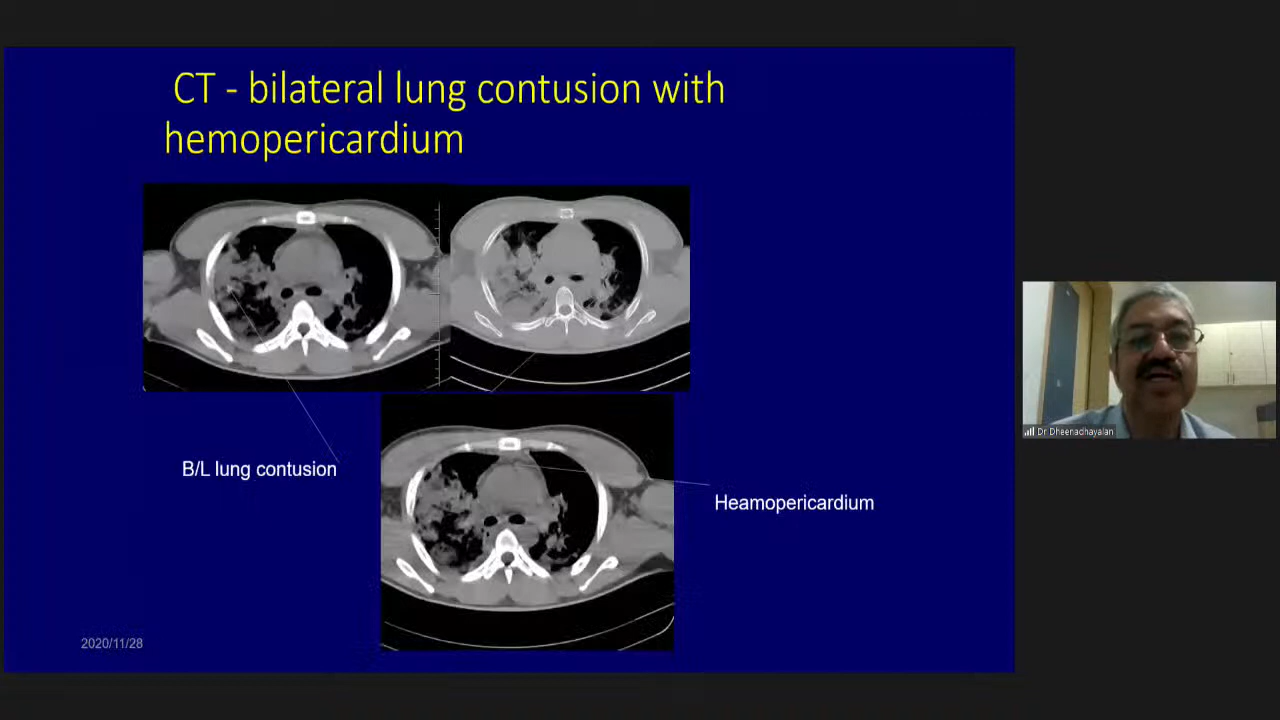 CT - bilateral lung contusion with
hemopericardium
B/L lung contusion
Heamopericardium
2020/11/28
Dr Dheenadhayalan